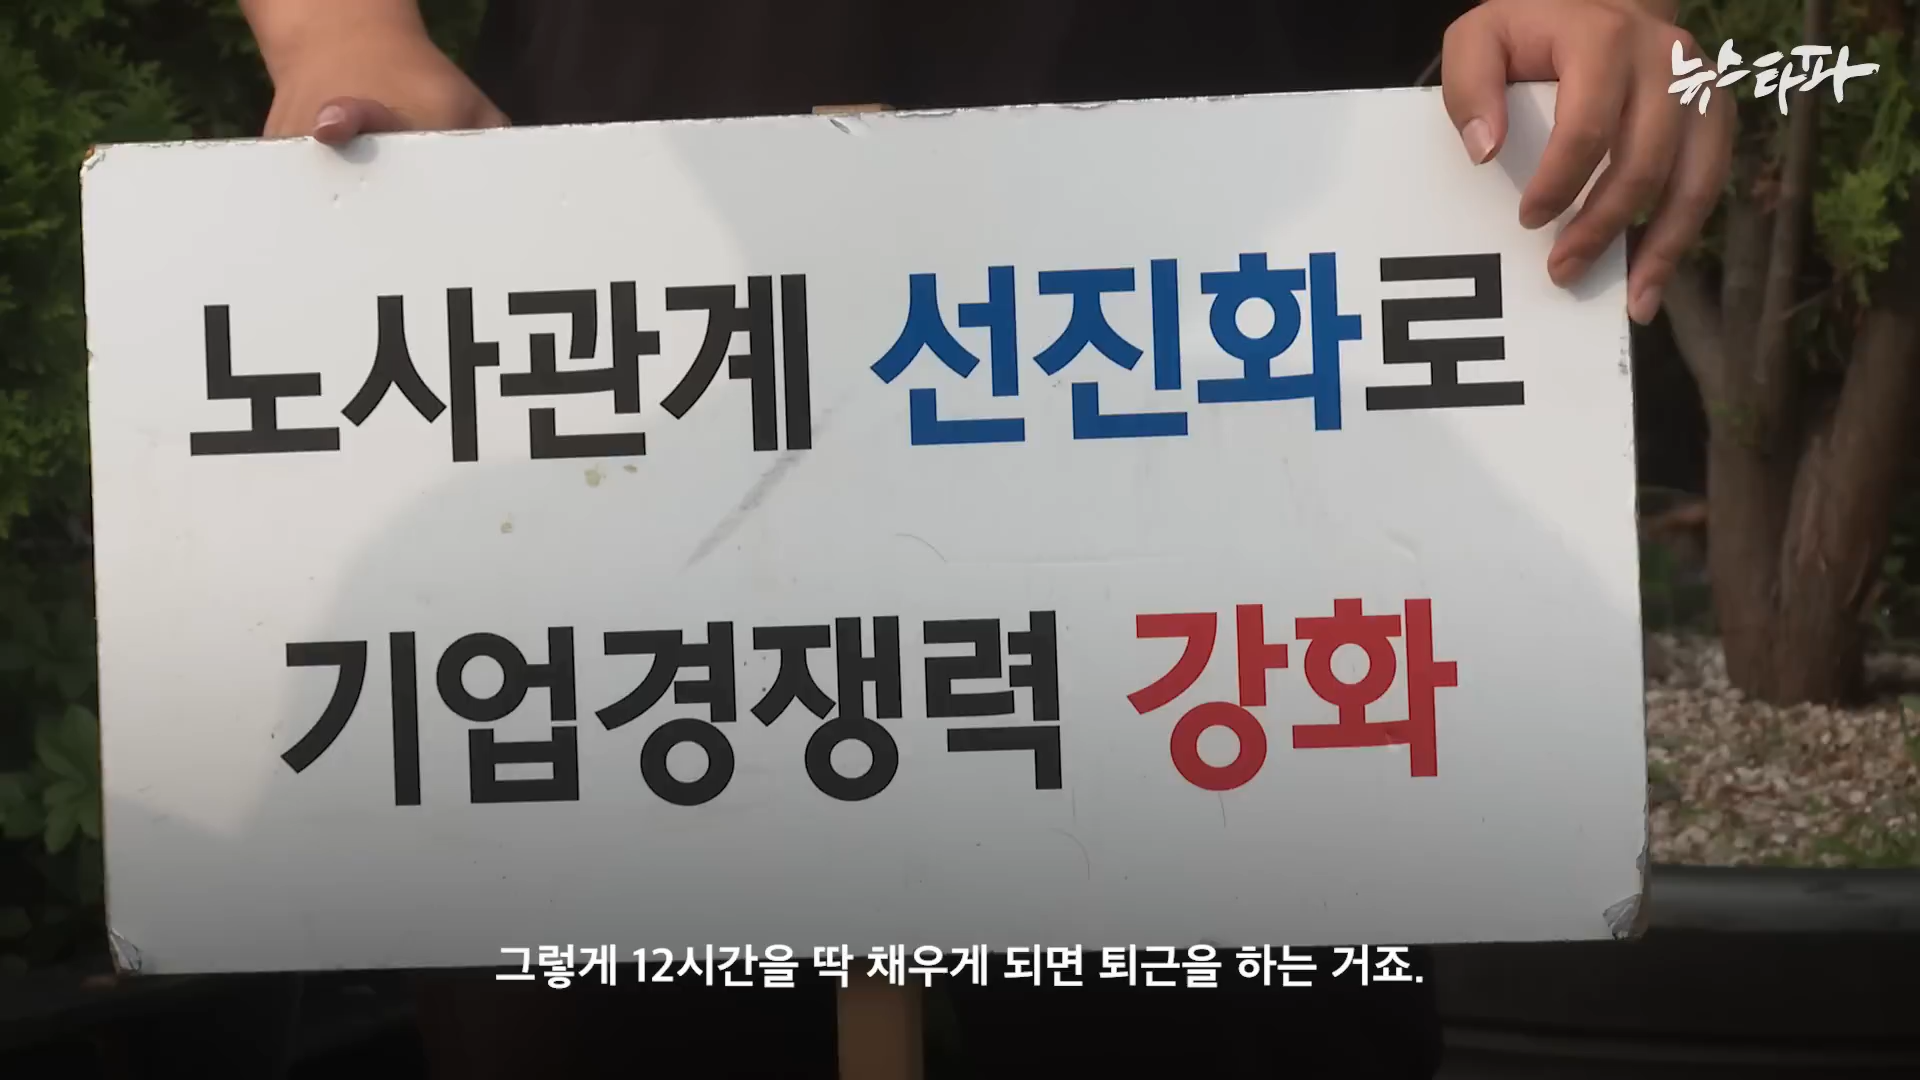 뉴스타파
노사관계 선진화로
기업경쟁력 강화
그렇게 12시간을 딱 채우게 되면 퇴근을 하는 거죠.